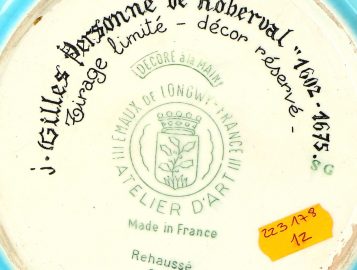 j. Gilles Personne de Roberval "1602-1675.
Tirage limité - décor réservé -
SG
DÉCORÉ à la MAIN
EMAUX DE LONGWY-FRANCE
ATELIER D'ART
Made in France
Rehaussé
223178
12